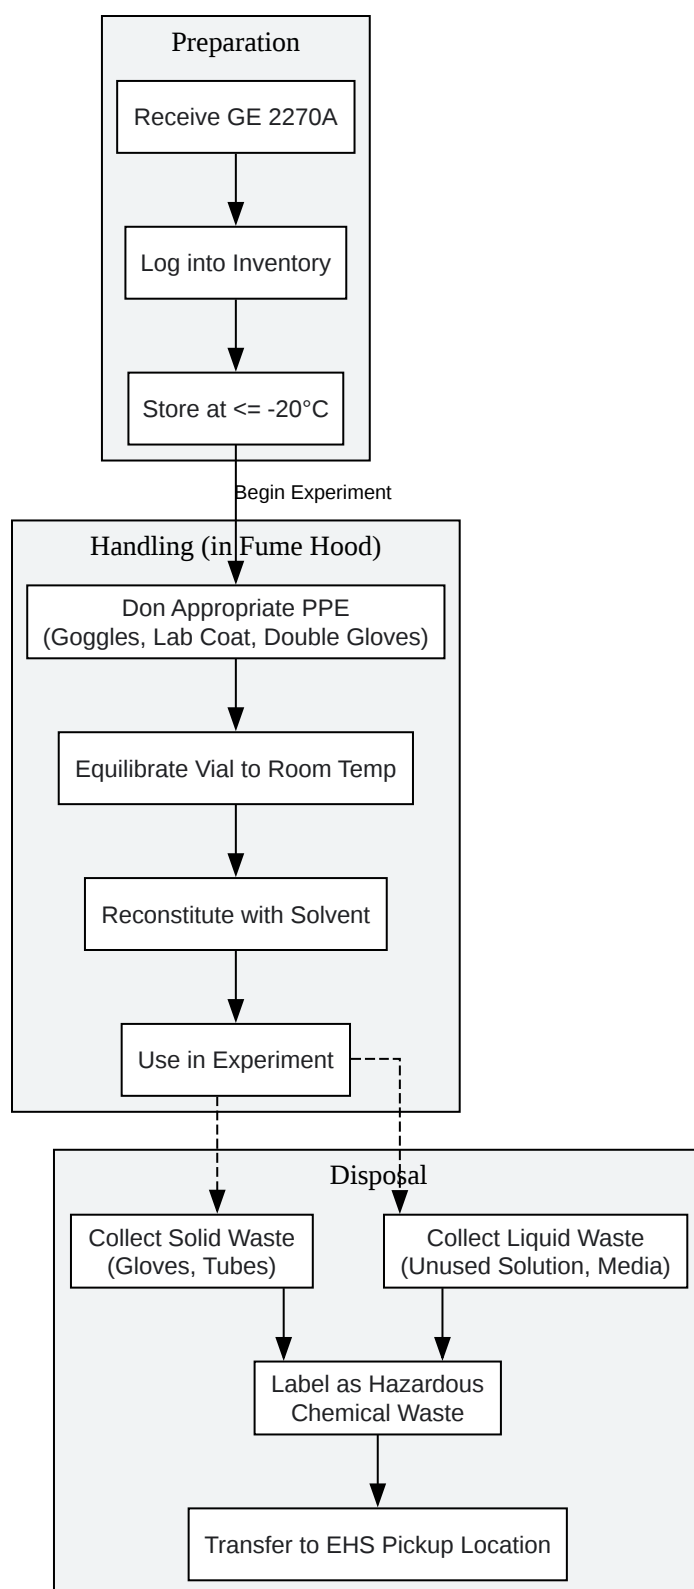 Preparation
Receive GE 2270A
Log into Inventory
Store at <= -20°C
Begin Experiment
Handling (in Fume Hood)
Don Appropriate PPE
(Goggles, Lab Coat, Double Gloves)
Equilibrate Vial to Room Temp
Reconstitute with Solvent
Use in Experiment
Disposal
Collect Solid Waste
(Gloves, Tubes)
Collect Liquid Waste
(Unused Solution, Media)
Label as Hazardous
Chemical Waste
Transfer to EHS Pickup Location